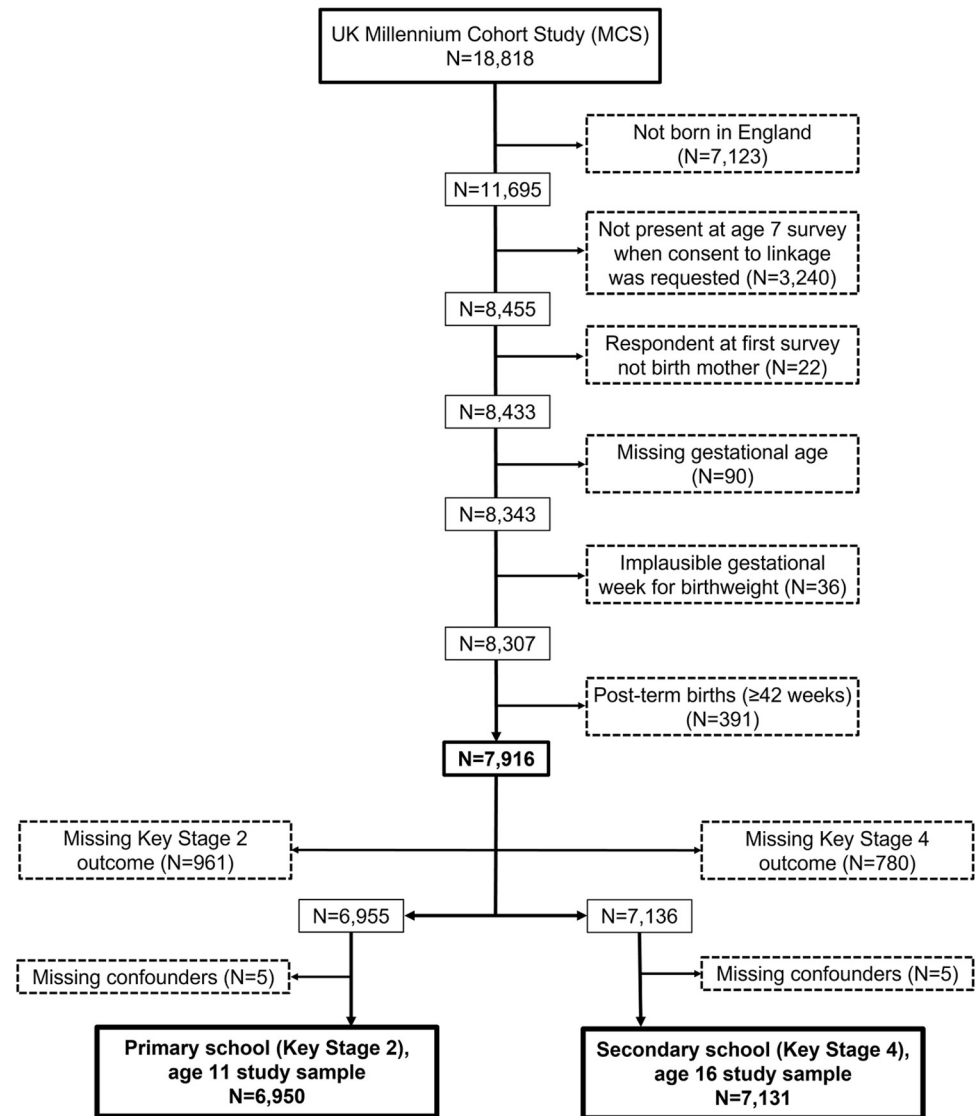 UK Millennium Cohort Study (MCS)
N=18,818
Not born in England
(N=7,123)
N=11,695
Not present at age 7 survey
when consent to linkage
was requested (N=3,240)
N=8,455
Respondent at first survey
not birth mother (N=22)
N=8,433
Missing gestational age
(N=90)
N=8,343
Implausible gestational
week for birthweight (N=36)
N=8,307
Post-term births (≥42 weeks)
(N=391)
N=7,916
Missing Key Stage 2
outcome (N=961)
Missing Key Stage 4
outcome (N=780)
N=6,955
N=7,136
Missing confounders (N=5)
Missing confounders (N=5)
Primary school (Key Stage 2),
age 11 study sample
N=6,950
Secondary school (Key Stage 4),
age 16 study sample
N=7,131